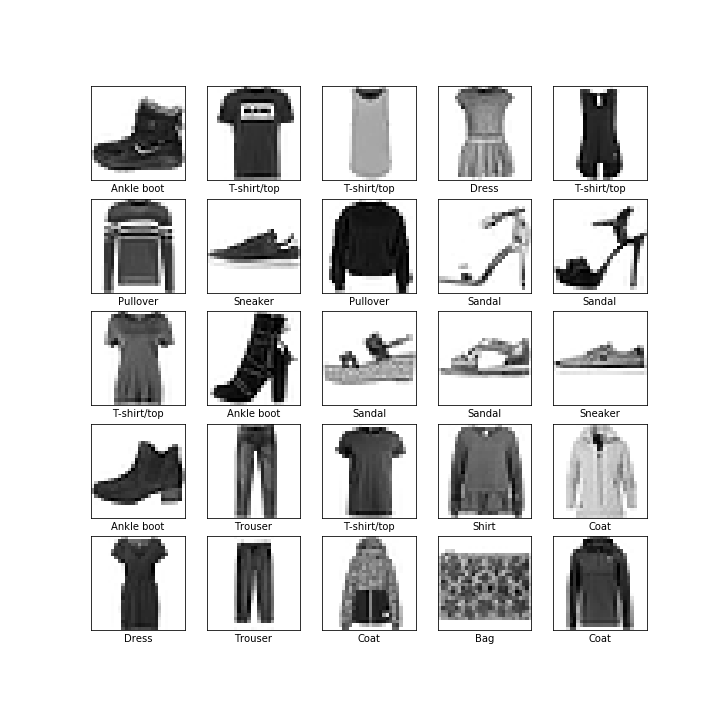 Ankle boot T-shirt/top T-shirt/top Dress T-shirt/top
Pullover Sneaker Pullover Sandal Sandal
T-shirt/top Ankle boot Sandal Sandal Sneaker
Ankle boot Trouser T-shirt/top Shirt Coat
Dress Trouser Coat Bag Coat